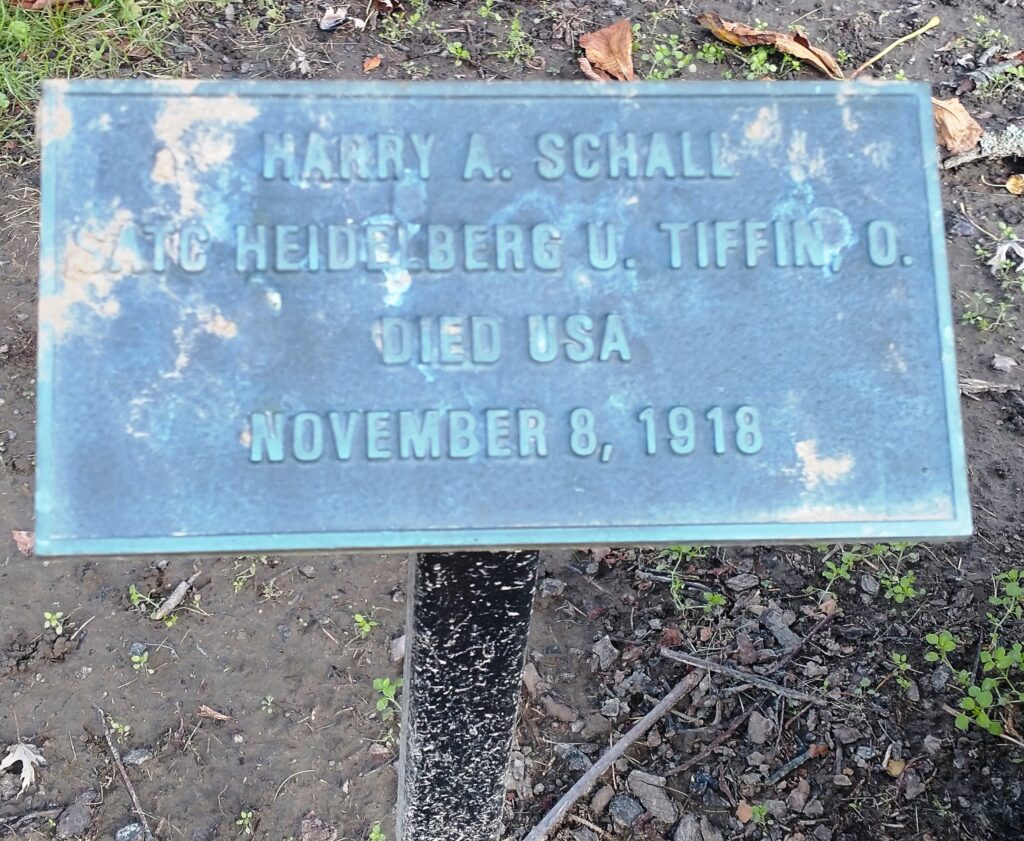 HARRY A. SCHALL
SATC HEIDELBERG U. TIFFIN, O.
DIED USA
NOVEMBER 8, 1918